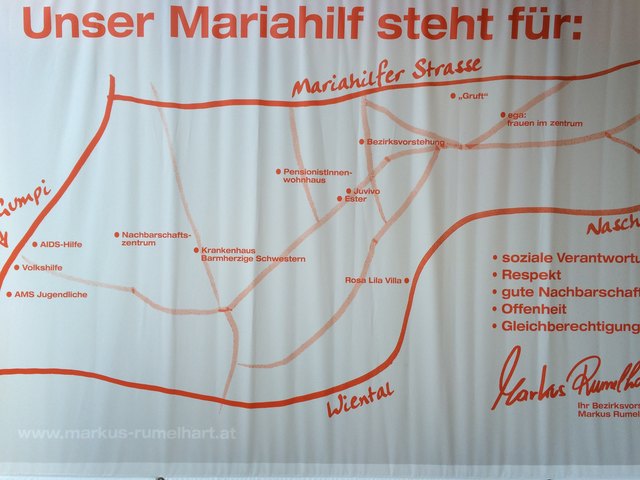 Unser Mariahilf steht für:
Mariahilfer Strasse
• „Gruft“
• ega:
frauen im zentrum
• Bezirksvorstehung
• PensionistInnen-
wohnhaus
• Juvivo
• Ester
Gumpi
Nasch
• AIDS-Hilfe
• Nachbarschafts-
zentrum
• Krankenhaus
Barmherzige Schwestern
• Volkshilfe
Rosa Lila Villa •
• AMS Jugendliche
• soziale Verantwortu
• Respekt
• gute Nachbarschaf
• Offenheit
• Gleichberechtigung
Wiental
Markus Rumelha
Ihr Bezirksvors
Markus Rumel
www.markus-rumelhart.at